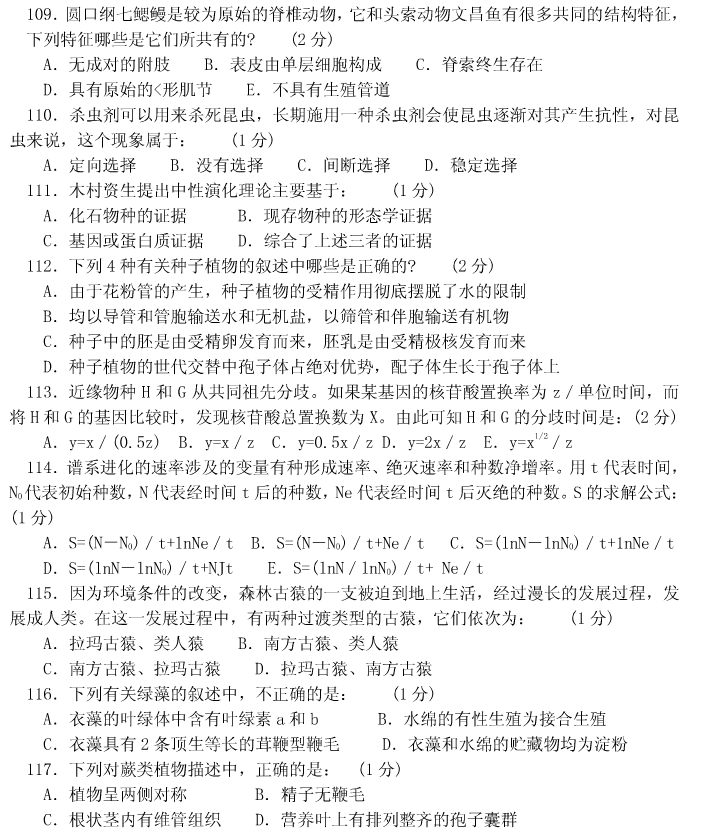 109．圆口纲七鳃鳗是较为原始的脊椎动物，它和头索动物文昌鱼有很多共同的结构特征，
下列特征哪些是它们所共有的？　(2 分)
A．无成对的附肢　B．表皮由单层细胞构成　C．脊索终生存在
D．具有原始的<形肌节　E．不具有生殖管道
110．杀虫剂可以用来杀死昆虫，长期施用一种杀虫剂会使昆虫逐渐对其产生抗性，对昆
虫来说，这个现象属于：　(1 分)
A．定向选择　B．没有选择　C．间断选择　D．稳定选择
111．木村资生提出中性演化理论主要基于：　(1 分)
A．化石物种的证据　B．现存物种的形态学证据
C．基因或蛋白质证据　D．综合了上述三者的证据
112．下列 4 种有关种子植物的叙述中哪些是正确的？　(2 分)
A．由于花粉管的产生，种子植物的受精作用彻底摆脱了水的限制
B．均以导管和管胞输送水和无机盐，以筛管和伴胞输送有机物
C．种子中的胚是由受精卵发育而来，胚乳是由受精极核发育而来
D．种子植物的世代交替中孢子体占绝对优势，配子体生长于孢子体上
113．近缘物种 H 和 G 从共同祖先分歧。如果某基因的核苷酸置换率为 z／单位时间，而
将 H 和 G 的基因比较时，发现核苷酸总置换数为 X。由此可知 H 和 G 的分歧时间是：(2 分)
A．y=x／(0.5z)　B．y=x／z　C．y=0.5x／z D．y=2x／z　E．y=x^{1/2}／z
114．谱系进化的速率涉及的变量有种形成速率、绝灭速率和种数净增率。用 t 代表时间，
N₀代表初始种数，N 代表经时间 t 后的种数，Ne 代表经时间 t 后灭绝的种数。S 的求解公式：
(1 分)
A．S=(N－N₀)／t+lnNe／t　B．S=(N－N₀)／t+Ne／t　C．S=(lnN－lnN₀)／t+lnNe／t
D．S=(lnN－lnN₀)／t+NJt　E．S=(lnN／lnN₀)／t+ Ne／t
115．因为环境条件的改变，森林古猿的一支被迫到地上生活，经过漫长的发展过程，发
展成人类。在这一发展过程中，有两种过渡类型的古猿，它们依次为：　(1 分)
A．拉玛古猿、类人猿　B．南方古猿、类人猿
C．南方古猿、拉玛古猿　D．拉玛古猿、南方古猿
116．下列有关绿藻的叙述中，不正确的是：　(1 分)
A．衣藻的叶绿体中含有叶绿素 a 和 b　B．水绵的有性生殖为接合生殖
C．衣藻具有 2 条顶生等长的茸鞭型鞭毛　D．衣藻和水绵的贮藏物均为淀粉
117．下列对蕨类植物描述中，正确的是：　(1 分)
A．植物呈两侧对称　B．精子无鞭毛
C．根状茎内有维管组织　D．营养叶上有排列整齐的孢子囊群